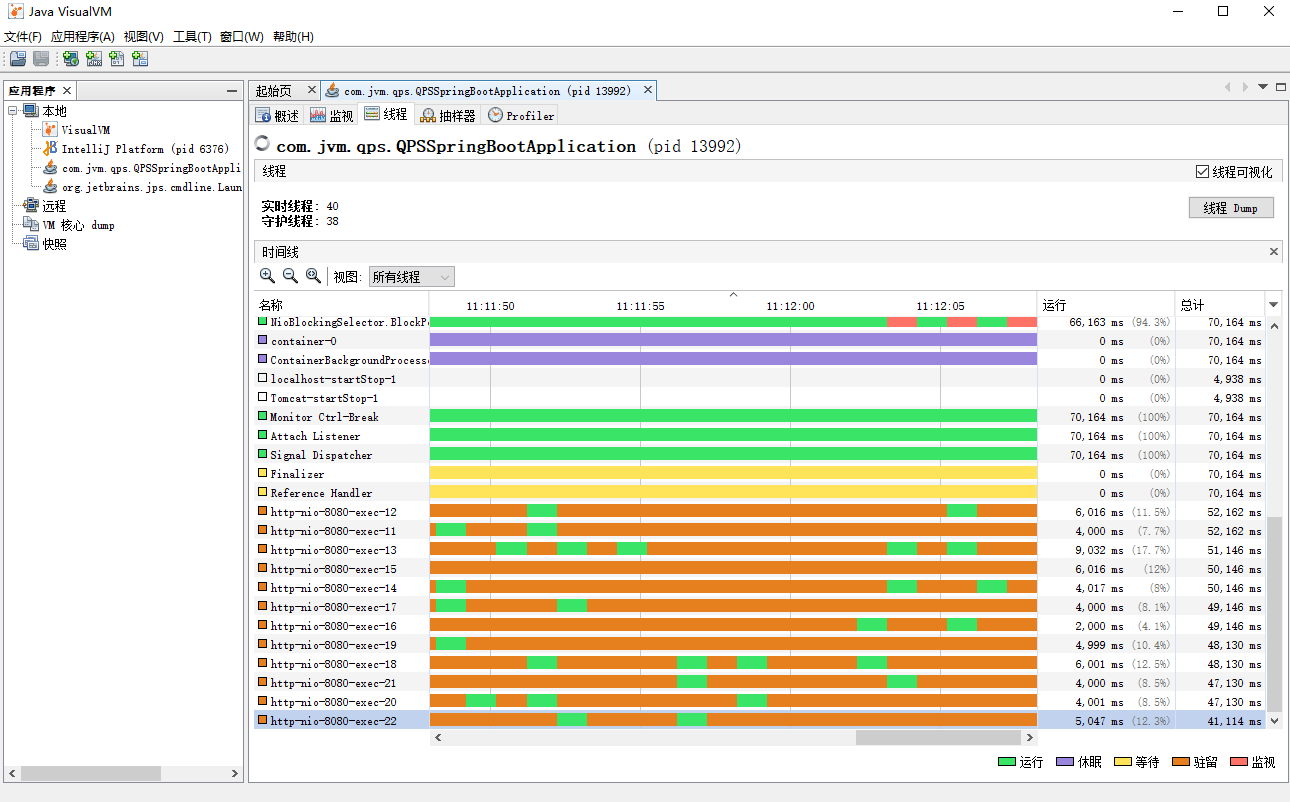 Java VisualVM
文件(F) 应用程序(A) 视图(V) 工具(T) 窗口(W) 帮助(H)
应用程序
本地
VisualVM
IntelliJ Platform (pid 6376)
com.jvm.qps.QPSSpringBootAppli
org.jetbrains.jps.cmdline.Laun
远程
VM 核心 dump
快照
起始页 com.jvm.qps.QPSSpringBootApplication (pid 13992)
概述 监视 线程 抽样器 Profiler
com.jvm.qps.QPSSpringBootApplication (pid 13992)
线程 线程可视化
实时线程: 40
守护线程: 38
线程 Dump
时间线
视图: 所有线程
名称 11:11:50 11:11:55 11:12:00 11:12:05 运行 总计
NioBlockingSelector.BlockP 66,163 ms (94.3%) 70,164 ms
container-0 0 ms (0%) 70,164 ms
ContainerBackgroundProcess 0 ms (0%) 70,164 ms
localhost-startStop-1 0 ms (0%) 4,938 ms
Tomcat-startStop-1 0 ms (0%) 4,938 ms
Monitor Ctrl-Break 70,164 ms (100%) 70,164 ms
Attach Listener 70,164 ms (100%) 70,164 ms
Signal Dispatcher 70,164 ms (100%) 70,164 ms
Finalizer 0 ms (0%) 70,164 ms
Reference Handler 0 ms (0%) 70,164 ms
http-nio-8080-exec-12 6,016 ms (11.5%) 52,162 ms
http-nio-8080-exec-11 4,000 ms (7.7%) 52,162 ms
http-nio-8080-exec-13 9,032 ms (17.7%) 51,146 ms
http-nio-8080-exec-15 6,016 ms (12%) 50,146 ms
http-nio-8080-exec-14 4,017 ms (8%) 50,146 ms
http-nio-8080-exec-17 4,000 ms (8.1%) 49,146 ms
http-nio-8080-exec-16 2,000 ms (4.1%) 49,146 ms
http-nio-8080-exec-19 4,999 ms (10.4%) 48,130 ms
http-nio-8080-exec-18 6,001 ms (12.5%) 48,130 ms
http-nio-8080-exec-21 4,000 ms (8.5%) 47,130 ms
http-nio-8080-exec-20 4,001 ms (8.5%) 47,130 ms
http-nio-8080-exec-22 5,047 ms (12.3%) 41,114 ms
运行 休眠 等待 驻留 监视